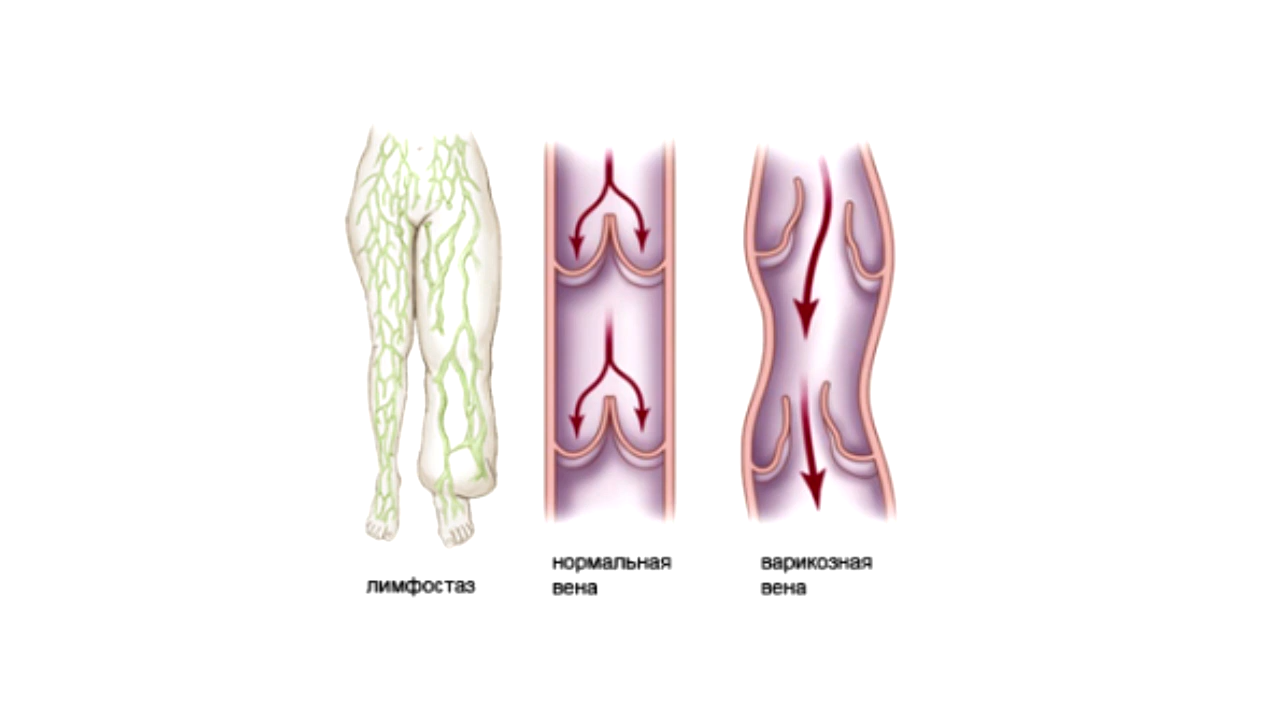 лимфостаз
нормальная
вена
варикозная
вена